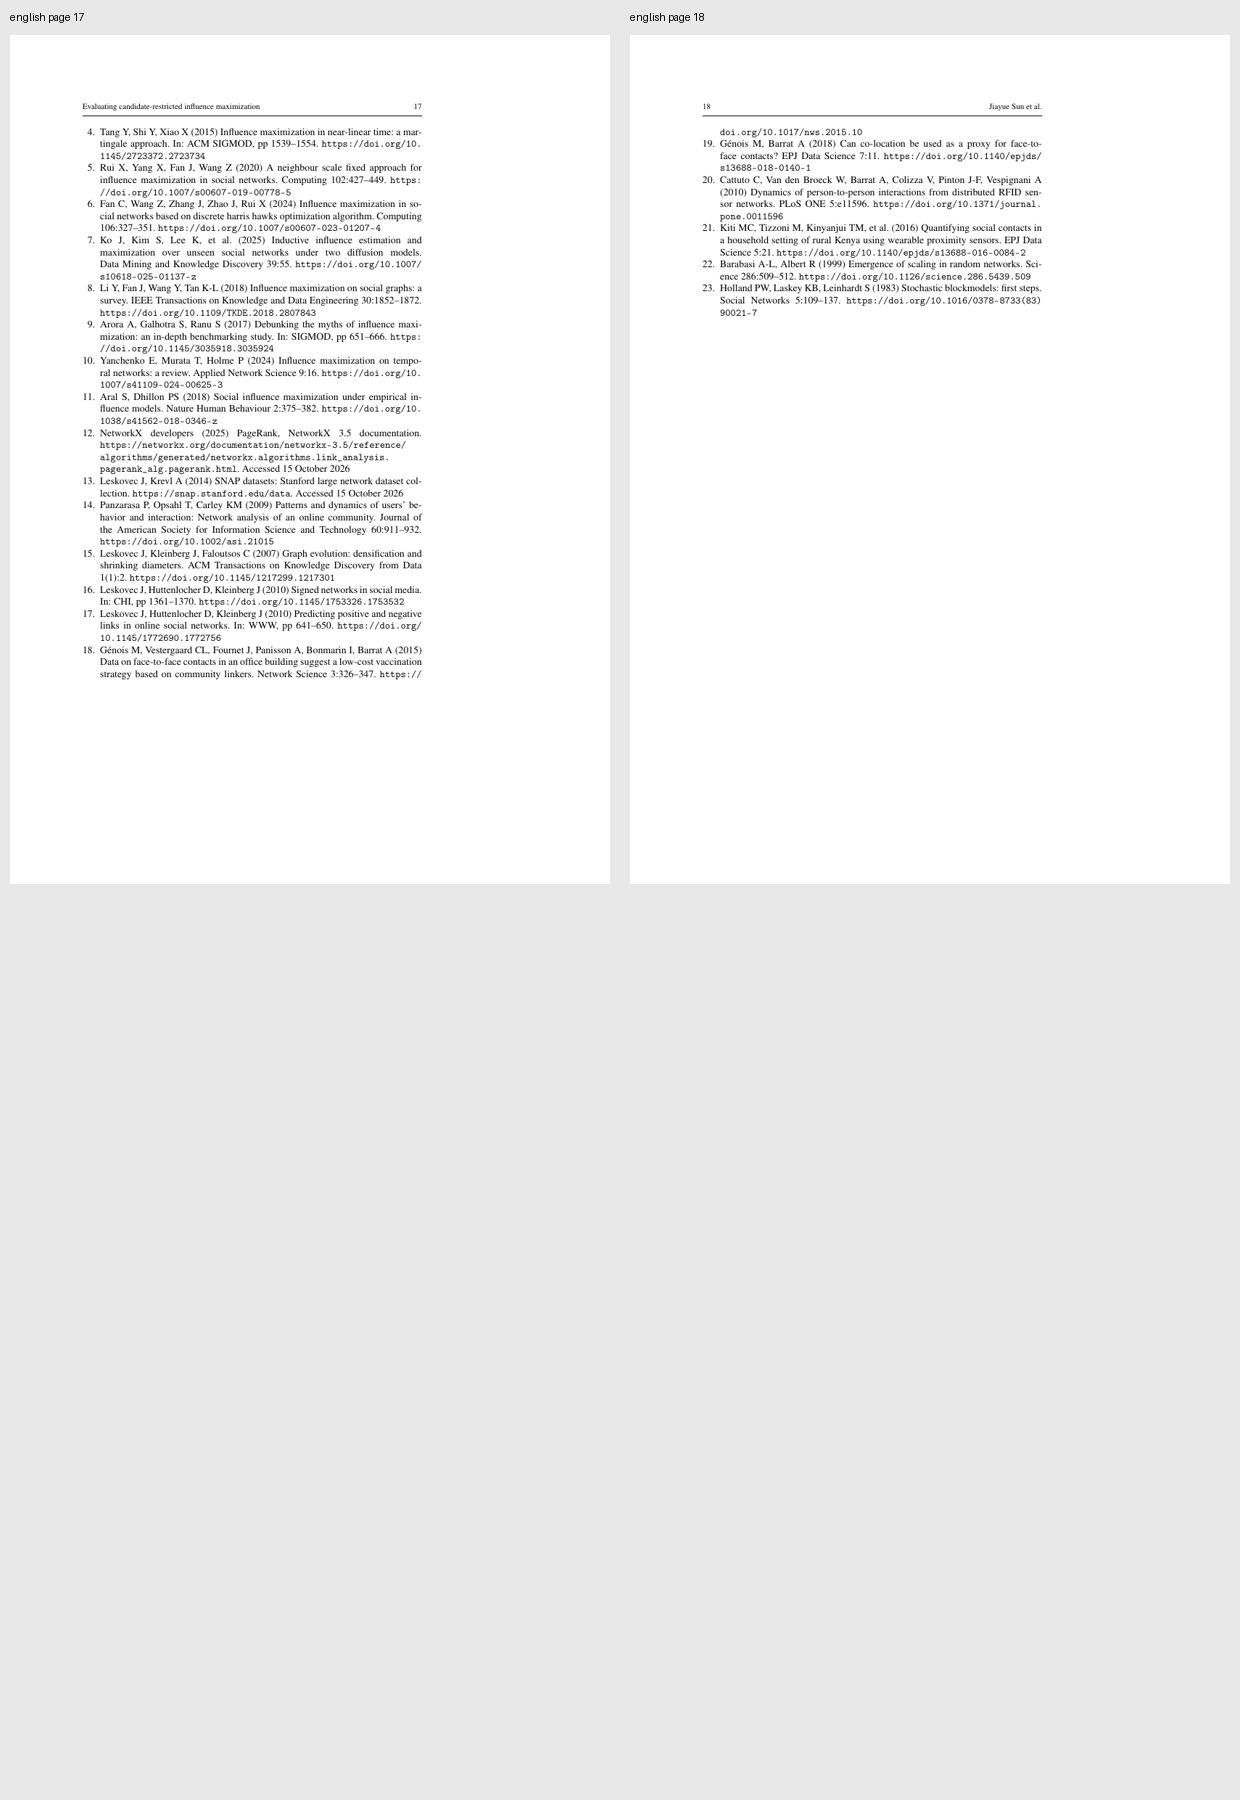 english page 17
Evaluating candidate-restricted influence maximization 17
4. Tang Y, Shi Y, Xiao X (2015) Influence maximization in near-linear time: a mar-
tingale approach. In: ACM SIGMOD, pp 1539–1554. https://doi.org/10.
1145/2723372.2723734
5. Rui X, Yang X, Fan J, Wang Z (2020) A neighbour scale fixed approach for
influence maximization in social networks. Computing 102:427–449. https:
//doi.org/10.1007/s00607-019-00778-5
6. Fan C, Wang Z, Zhang J, Zhao J, Rui X (2024) Influence maximization in so-
cial networks based on discrete harris hawks optimization algorithm. Computing
106:327–351. https://doi.org/10.1007/s00607-023-01207-4
7. Ko J, Kim S, Lee K, et al. (2025) Inductive influence estimation and
maximization over unseen social networks under two diffusion models.
Data Mining and Knowledge Discovery 39:55. https://doi.org/10.1007/
s10618-025-01137-z
8. Li Y, Fan J, Wang Y, Tan K-L (2018) Influence maximization on social graphs: a
survey. IEEE Transactions on Knowledge and Data Engineering 30:1852–1872.
https://doi.org/10.1109/TKDE.2018.2807843
9. Arora A, Galhotra S, Ranu S (2017) Debunking the myths of influence maxi-
mization: an in-depth benchmarking study. In: SIGMOD, pp 651–666. https:
//doi.org/10.1145/3035918.3035924
10. Yanchenko E, Murata T, Holme P (2024) Influence maximization on tempo-
ral networks: a review. Applied Network Science 9:16. https://doi.org/10.
1007/s41109-024-00625-3
11. Aral S, Dhillon PS (2018) Social influence maximization under empirical in-
fluence models. Nature Human Behaviour 2:375–382. https://doi.org/10.
1038/s41562-018-0346-z
12. NetworkX developers (2025) PageRank, NetworkX 3.5 documentation.
https://networkx.org/documentation/networkx-3.5/reference/
algorithms/generated/networkx.algorithms.link_analysis.
pagerank_alg.pagerank.html. Accessed 15 October 2026
13. Leskovec J, Krevl A (2014) SNAP datasets: Stanford large network dataset col-
lection. https://snap.stanford.edu/data. Accessed 15 October 2026
14. Panzarasa P, Opsahl T, Carley KM (2009) Patterns and dynamics of users’ be-
havior and interaction: Network analysis of an online community. Journal of
the American Society for Information Science and Technology 60:911–932.
https://doi.org/10.1002/asi.21015
15. Leskovec J, Kleinberg J, Faloutsos C (2007) Graph evolution: densification and
shrinking diameters. ACM Transactions on Knowledge Discovery from Data
1(1):2. https://doi.org/10.1145/1217299.1217301
16. Leskovec J, Huttenlocher D, Kleinberg J (2010) Signed networks in social media.
In: CHI, pp 1361–1370. https://doi.org/10.1145/1753326.1753532
17. Leskovec J, Huttenlocher D, Kleinberg J (2010) Predicting positive and negative
links in online social networks. In: WWW, pp 641–650. https://doi.org/
10.1145/1772690.1772756
18. Génois M, Vestergaard CL, Fournet J, Panisson A, Bonmarin I, Barrat A (2015)
Data on face-to-face contacts in an office building suggest a low-cost vaccination
strategy based on community linkers. Network Science 3:326–347. https://
english page 18
18 Jiayue Sun et al.
doi.org/10.1017/nws.2015.10
19. Génois M, Barrat A (2018) Can co-location be used as a proxy for face-to-
face contacts? EPJ Data Science 7:11. https://doi.org/10.1140/epjds/
s13688-018-0140-1
20. Cattuto C, Van den Broeck W, Barrat A, Colizza V, Pinton J-F, Vespignani A
(2010) Dynamics of person-to-person interactions from distributed RFID sen-
sor networks. PLoS ONE 5:e11596. https://doi.org/10.1371/journal.
pone.0011596
21. Kiti MC, Tizzoni M, Kinyanjui TM, et al. (2016) Quantifying social contacts in
a household setting of rural Kenya using wearable proximity sensors. EPJ Data
Science 5:21. https://doi.org/10.1140/epjds/s13688-016-0084-2
22. Barabasi A-L, Albert R (1999) Emergence of scaling in random networks. Sci-
ence 286:509–512. https://doi.org/10.1126/science.286.5439.509
23. Holland PW, Laskey KB, Leinhardt S (1983) Stochastic blockmodels: first steps.
Social Networks 5:109–137. https://doi.org/10.1016/0378-8733(83)
90021-7